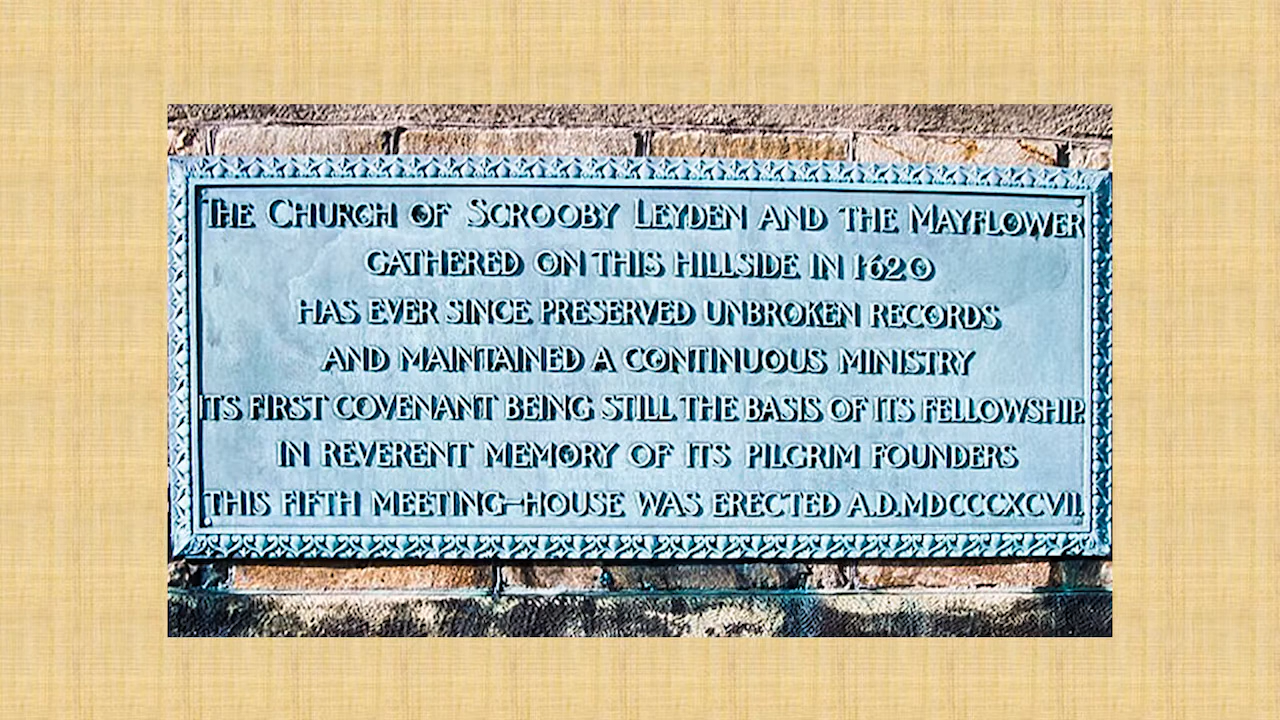 The Church of Scrooby Leyden and the Mayflower
gathered on this hillside in 1620
has ever since preserved unbroken records
and maintained a continuous ministry
its first covenant being still the basis of its fellowship.
In reverent memory of its Pilgrim founders
this fifth meeting-house was erected A.D.MDCCCXCVII.